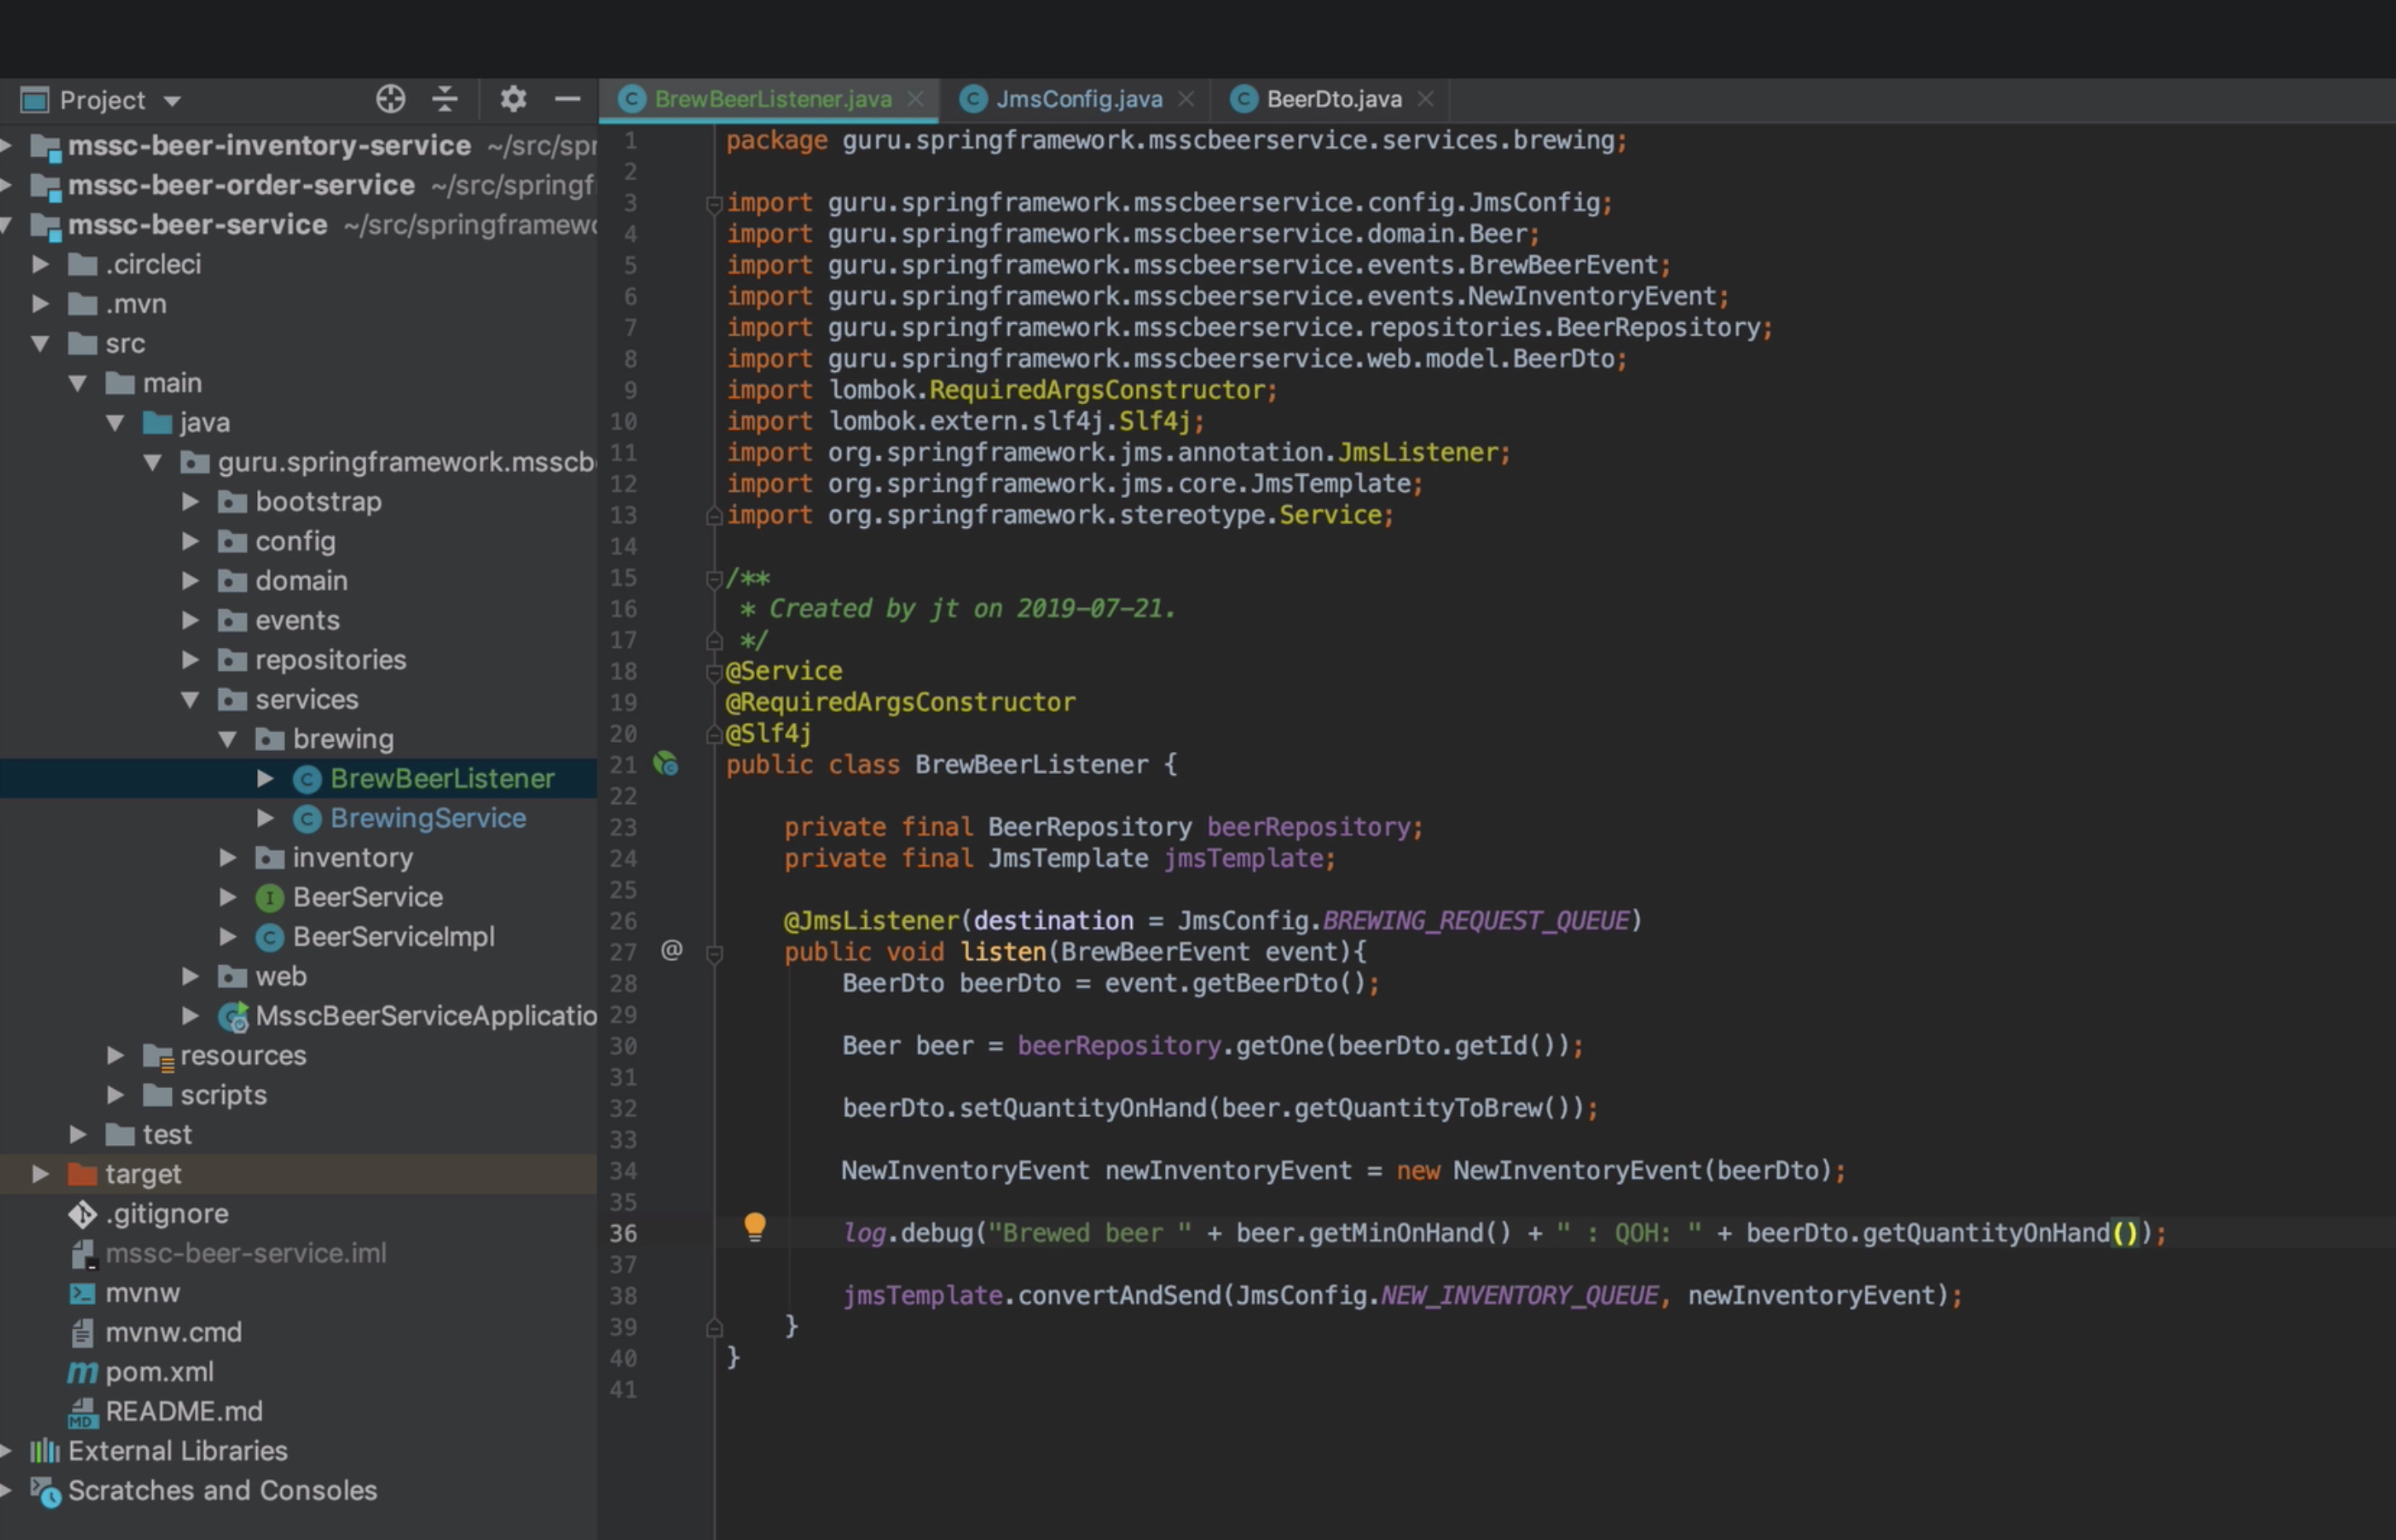 Project
mssc-beer-inventory-service ~/src/spr
mssc-beer-order-service ~/src/springf
mssc-beer-service ~/src/springframewo
.circleci
.mvn
src
main
java
guru.springframework.msscb
bootstrap
config
domain
events
repositories
services
brewing
BrewBeerListener
BrewingService
inventory
BeerService
BeerServiceImpl
web
MsscBeerServiceApplicatio
resources
scripts
test
target
.gitignore
mssc-beer-service.iml
mvnw
mvnw.cmd
pom.xml
README.md
External Libraries
Scratches and Consoles
BrewBeerListener.java JmsConfig.java BeerDto.java
1 package guru.springframework.msscbeerservice.services.brewing;
2
3 import guru.springframework.msscbeerservice.config.JmsConfig;
4 import guru.springframework.msscbeerservice.domain.Beer;
5 import guru.springframework.msscbeerservice.events.BrewBeerEvent;
6 import guru.springframework.msscbeerservice.events.NewInventoryEvent;
7 import guru.springframework.msscbeerservice.repositories.BeerRepository;
8 import guru.springframework.msscbeerservice.web.model.BeerDto;
9 import lombok.RequiredArgsConstructor;
10 import lombok.extern.slf4j.Slf4j;
11 import org.springframework.jms.annotation.JmsListener;
12 import org.springframework.jms.core.JmsTemplate;
13 import org.springframework.stereotype.Service;
14
15 /**
16 * Created by jt on 2019-07-21.
17 */
18 @Service
19 @RequiredArgsConstructor
20 @Slf4j
21 public class BrewBeerListener {
22
23 private final BeerRepository beerRepository;
24 private final JmsTemplate jmsTemplate;
25
26 @JmsListener(destination = JmsConfig.BREWING_REQUEST_QUEUE)
27 @ public void listen(BrewBeerEvent event){
28 BeerDto beerDto = event.getBeerDto();
29
30 Beer beer = beerRepository.getOne(beerDto.getId());
31
32 beerDto.setQuantityOnHand(beer.getQuantityToBrew());
33
34 NewInventoryEvent newInventoryEvent = new NewInventoryEvent(beerDto);
35
36 log.debug("Brewed beer " + beer.getMinOnHand() + " : QOH: " + beerDto.getQuantityOnHand());
37
38 jmsTemplate.convertAndSend(JmsConfig.NEW_INVENTORY_QUEUE, newInventoryEvent);
39 }
40 }
41